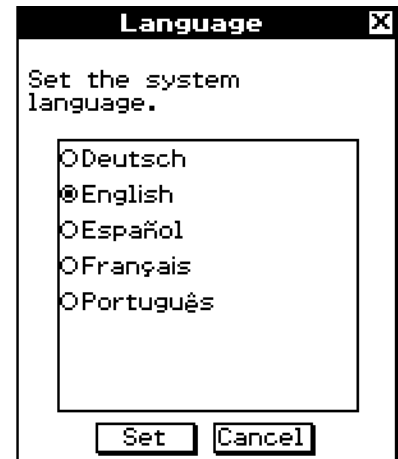 Language X
Set the system
language.
Deutsch
English
Español
Français
Português
Set Cancel